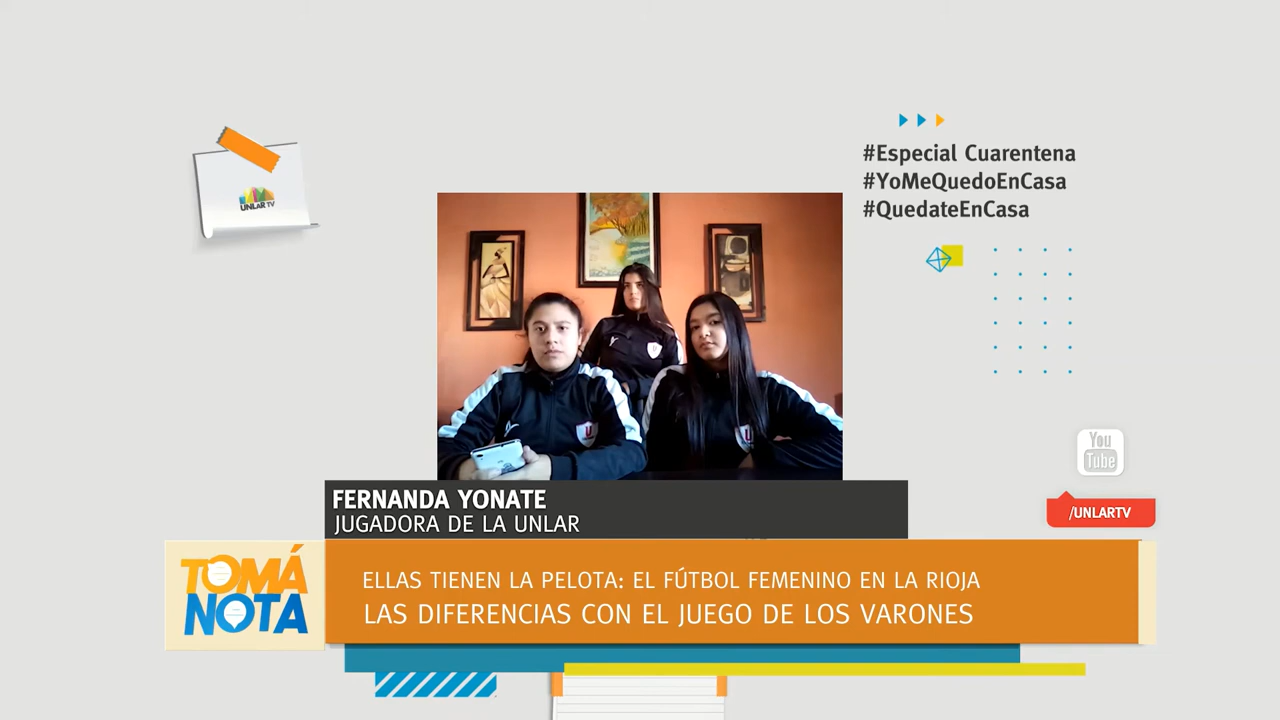 UNLAR TV
#Especial Cuarentena
#YoMeQuedoEnCasa
#QuedateEnCasa
You
Tube
/UNLARTV
FERNANDA YONATE
JUGADORA DE LA UNLAR
TOMÁ
NOTA
ELLAS TIENEN LA PELOTA: EL FÚTBOL FEMENINO EN LA RIOJA
LAS DIFERENCIAS CON EL JUEGO DE LOS VARONES